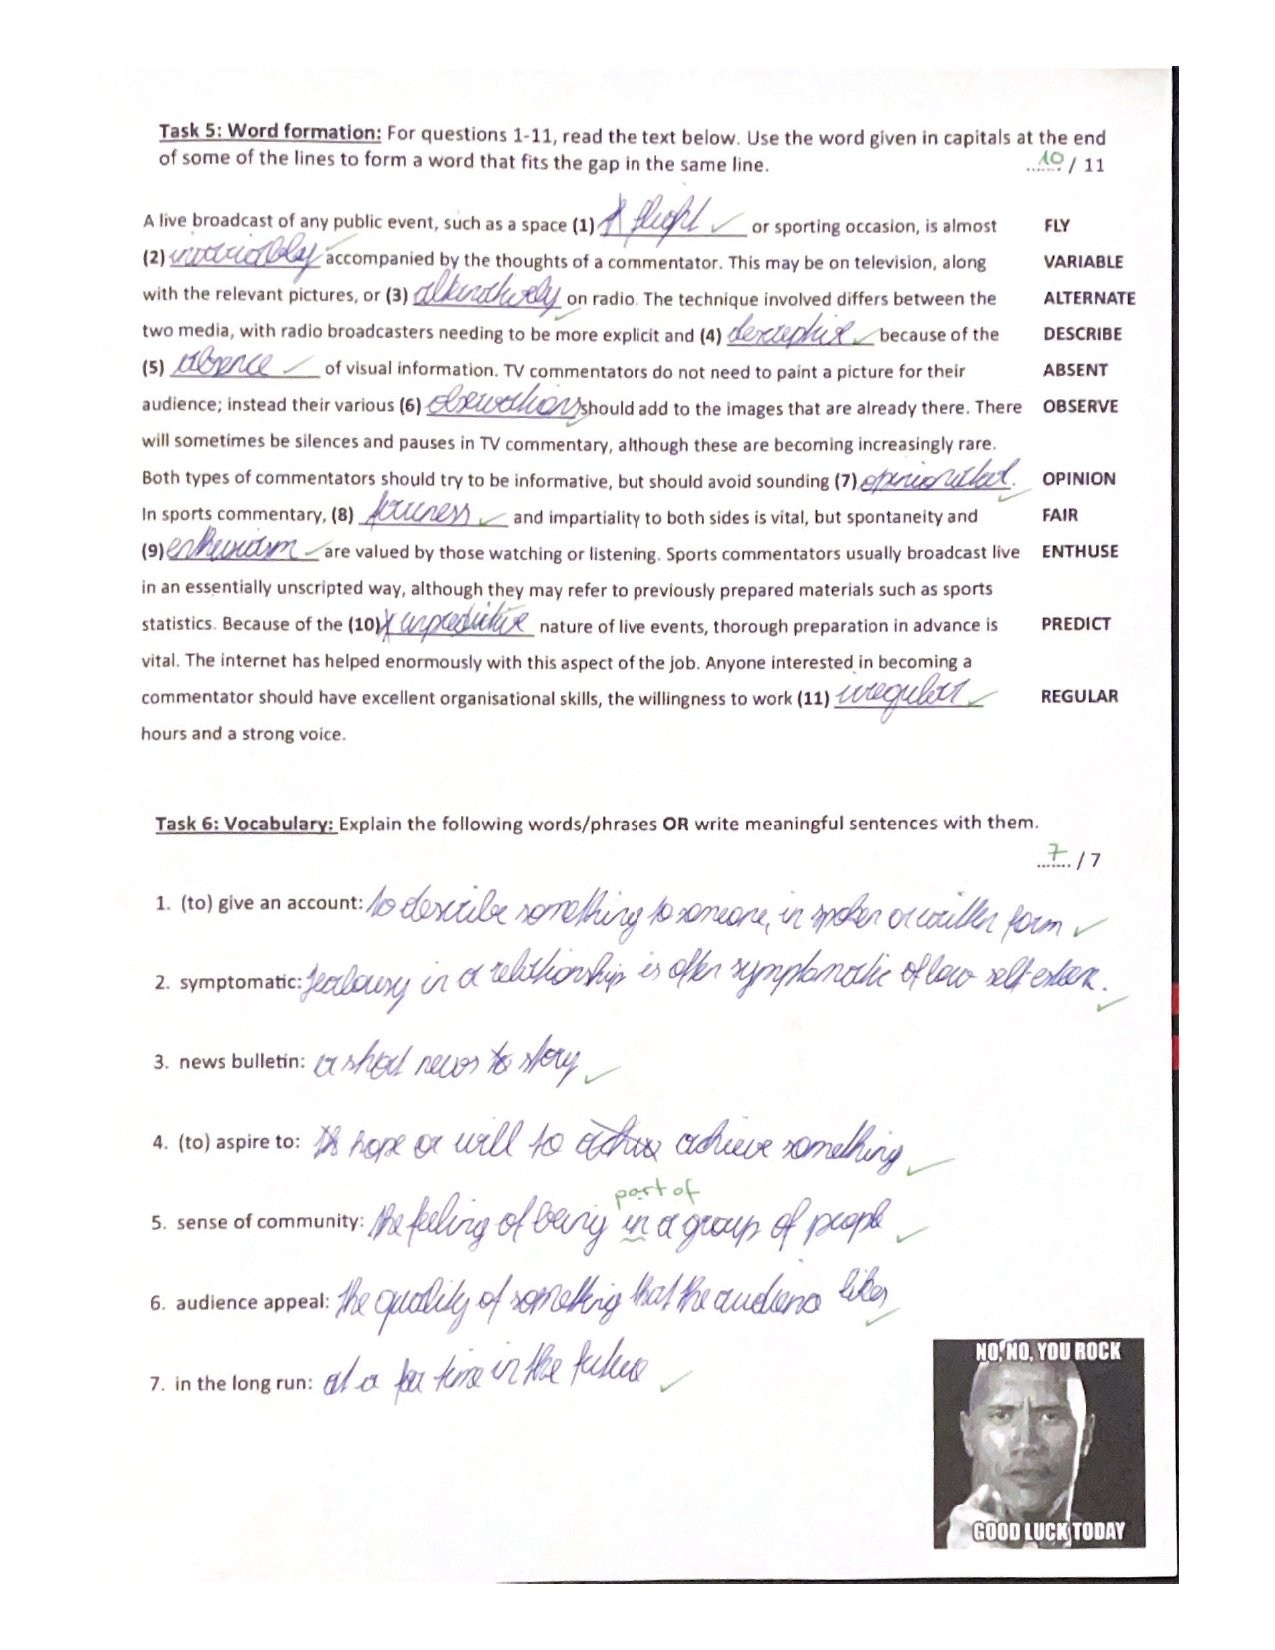 Task 5: Word formation: For questions 1-11, read the text below. Use the word given in capitals at the end
of some of the lines to form a word that fits the gap in the same line. 10 / 11
A live broadcast of any public event, such as a space (1) flight or sporting occasion, is almost FLY
(2) invariably accompanied by the thoughts of a commentator. This may be on television, along VARIABLE
with the relevant pictures, or (3) alternatively on radio. The technique involved differs between the ALTERNATE
two media, with radio broadcasters needing to be more explicit and (4) descriptive because of the DESCRIBE
(5) absence of visual information. TV commentators do not need to paint a picture for their ABSENT
audience; instead their various (6) observations should add to the images that are already there. There OBSERVE
will sometimes be silences and pauses in TV commentary, although these are becoming increasingly rare.
Both types of commentators should try to be informative, but should avoid sounding (7) opinionated. OPINION
In sports commentary, (8) fairness and impartiality to both sides is vital, but spontaneity and FAIR
(9) enthusiasm are valued by those watching or listening. Sports commentators usually broadcast live ENTHUSE
in an essentially unscripted way, although they may refer to previously prepared materials such as sports
statistics. Because of the (10) unpredictive nature of live events, thorough preparation in advance is PREDICT
vital. The internet has helped enormously with this aspect of the job. Anyone interested in becoming a
commentator should have excellent organisational skills, the willingness to work (11) irregular REGULAR
hours and a strong voice.
Task 6: Vocabulary: Explain the following words/phrases OR write meaningful sentences with them.
7 / 7
1. (to) give an account: to describe something to someone, in spoken or written form
2. symptomatic: Jealousy in a relationship is often symptomatic of low self-esteem.
3. news bulletin: a short news story
4. (to) aspire to: hope or will to achieve something
part of
5. sense of community: the feeling of being in a group of people
6. audience appeal: the quality of something that the audience likes
7. in the long run: at a far time in the future
NO, NO, YOU ROCK
GOOD LUCK TODAY